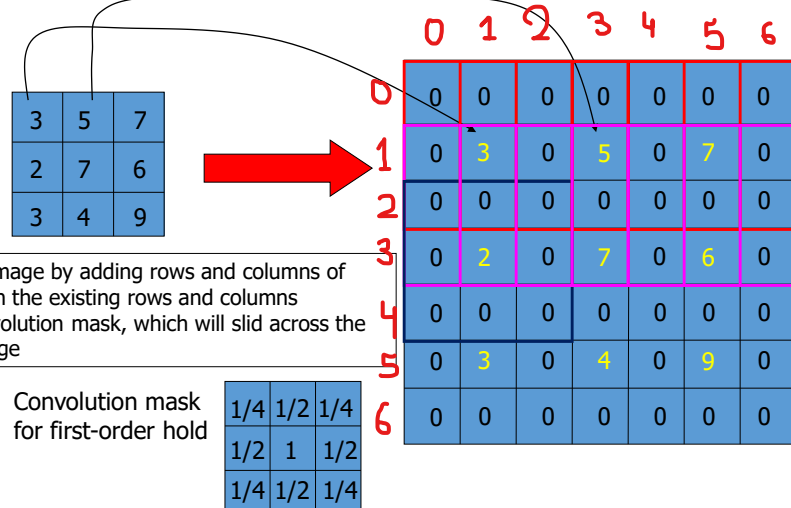 0 1 2 3 4 5 6
3 5 7
2 7 6
3 4 9
0 0 0 0 0 0 0 0
1 0 3 0 5 0 7 0
2 0 0 0 0 0 0 0
3 0 2 0 7 0 6 0
4 0 0 0 0 0 0 0
5 0 3 0 4 0 9 0
6 0 0 0 0 0 0 0
mage by adding rows and columns of
the existing rows and columns
volution mask, which will slid across the
ge
Convolution mask
for first-order hold
1/4 1/2 1/4
1/2 1 1/2
1/4 1/2 1/4